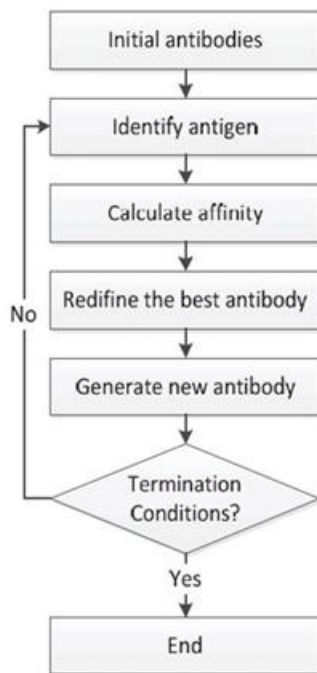 Initial antibodies
Identify antigen
Calculate affinity
Redifine the best antibody
No
Generate new antibody
Termination
Conditions?
Yes
End